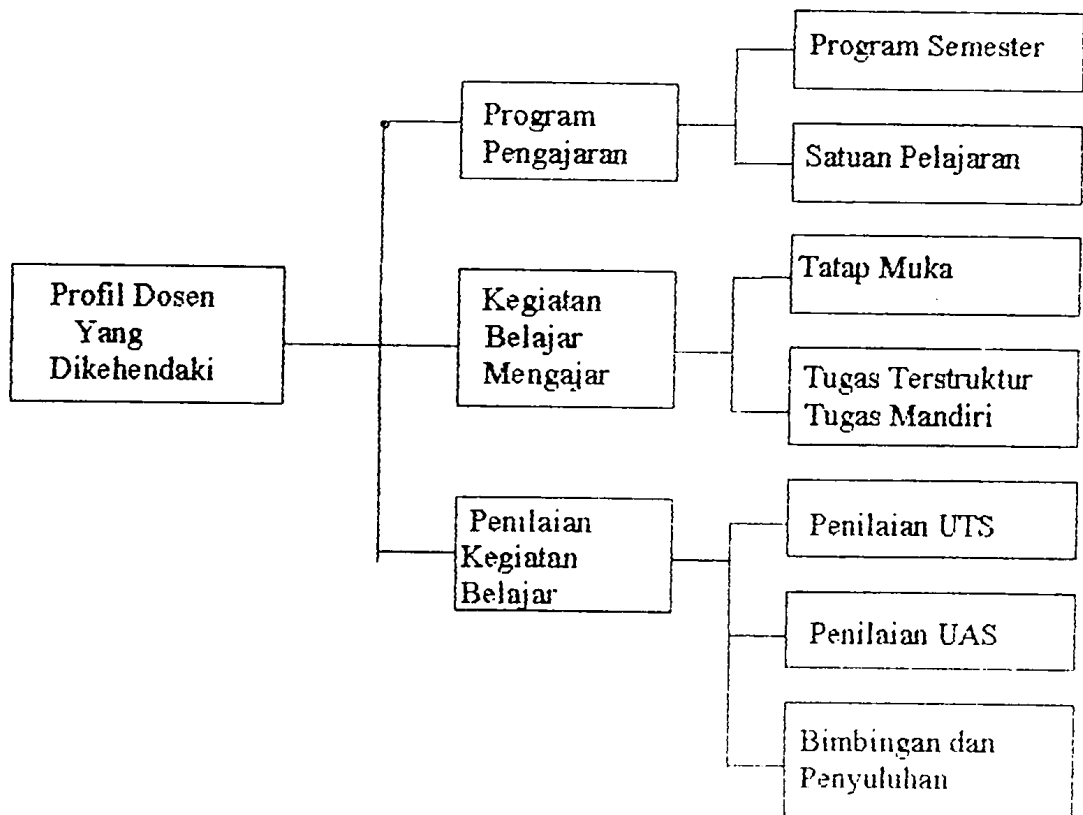 Profil Dosen
Yang
Dikehendaki
Program
Pengajaran
Program Semester
Satuan Pelajaran
Kegiatan
Belajar
Mengajar
Tatap Muka
Tugas Terstruktur
Tugas Mandiri
Penilaian
Kegiatan
Belajar
Penilaian UTS
Penilaian UAS
Bimbingan dan
Penyuluhan